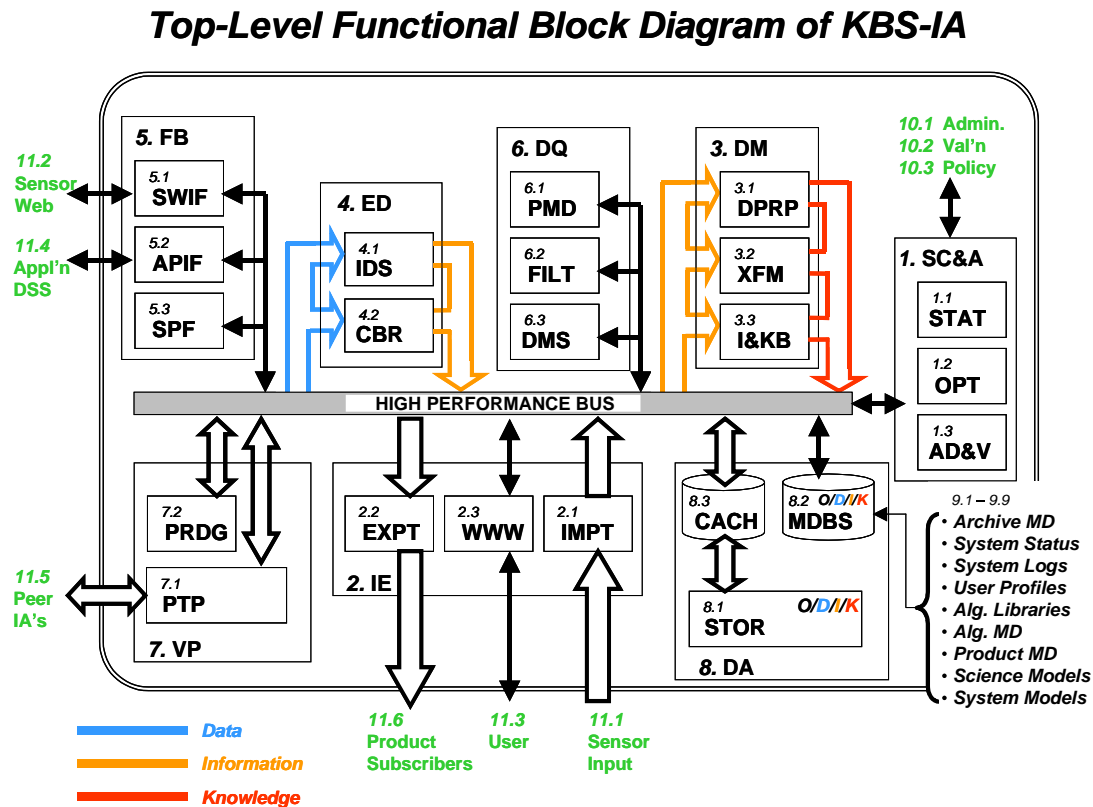 Top-Level Functional Block Diagram of KBS-IA
5. FB
5.1
SWIF
5.2
APIF
5.3
SPF
11.2
Sensor
Web
11.4
Appl'n
DSS
4. ED
4.1
IDS
4.2
CBR
6. DQ
6.1
PMD
6.2
FILT
6.3
DMS
3. DM
3.1
DPRP
3.2
XFM
3.3
I&KB
10.1 Admin.
10.2 Val'n
10.3 Policy
1. SC&A
1.1
STAT
1.2
OPT
1.3
AD&V
HIGH PERFORMANCE BUS
7.2
PRDG
7.1
PTP
7. VP
11.5
Peer
IA's
2.2
EXPT
2.3
WWW
2.1
IMPT
2. IE
8.3
CACH
8.2 O/D/I/K
MDBS
8.1 O/D/I/K
STOR
8. DA
9.1 – 9.9
• Archive MD
• System Status
• System Logs
• User Profiles
• Alg. Libraries
• Alg. MD
• Product MD
• Science Models
• System Models
11.6
Product
Subscribers
11.3
User
11.1
Sensor
Input
Data
Information
Knowledge